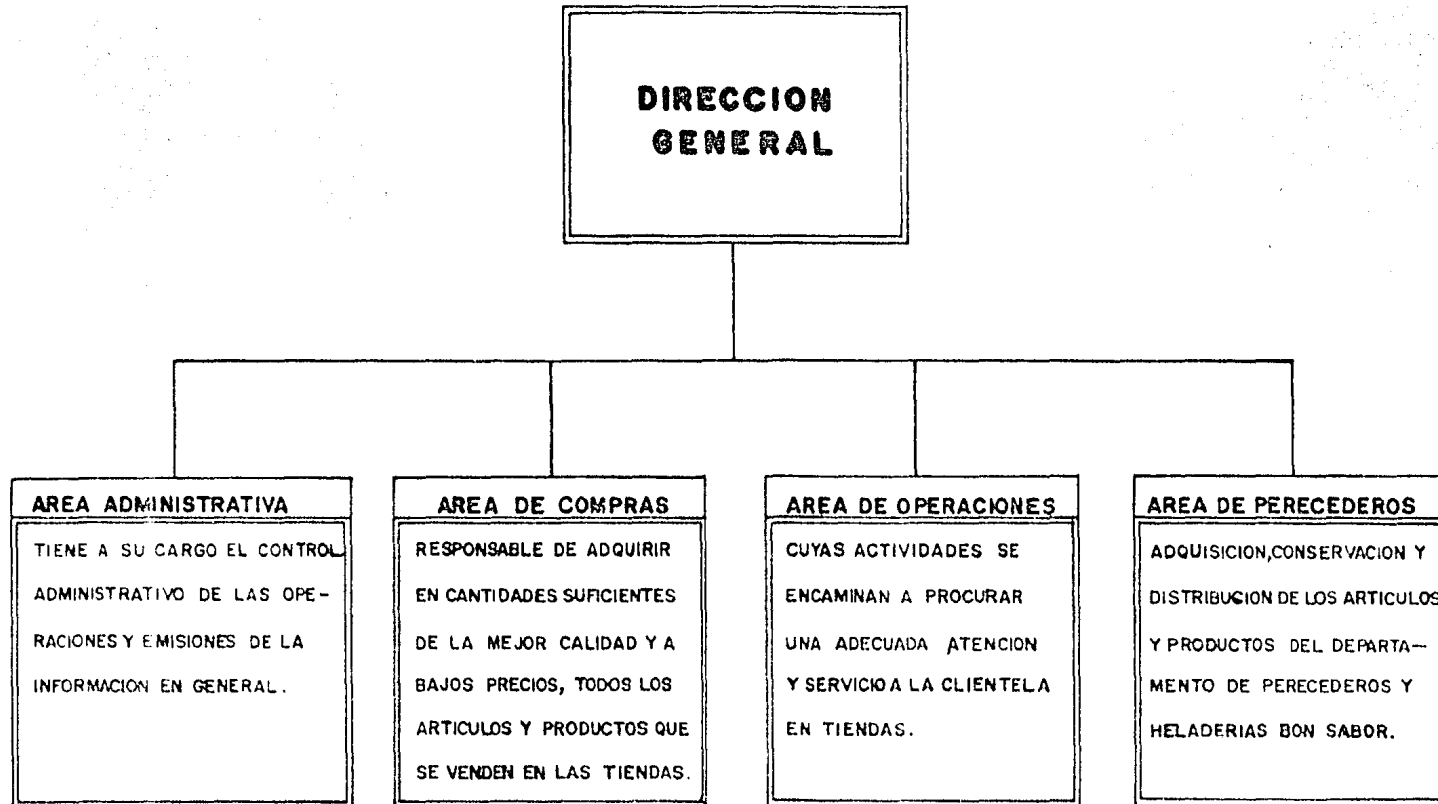 DIRECCION
GENERAL
AREA ADMINISTRATIVA
TIENE A SU CARGO EL CONTROL
ADMINISTRATIVO DE LAS OPE-
RACIONES Y EMISIONES DE LA
INFORMACION EN GENERAL.
AREA DE COMPRAS
RESPONSABLE DE ADQUIRIR
EN CANTIDADES SUFICIENTES
DE LA MEJOR CALIDAD Y A
BAJOS PRECIOS, TODOS LOS
ARTICULOS Y PRODUCTOS QUE
SE VENDEN EN LAS TIENDAS.
AREA DE OPERACIONES
CUYAS ACTIVIDADES SE
ENCAMINAN A PROCURAR
UNA ADECUADA ATENCION
Y SERVICIO A LA CLIENTELA
EN TIENDAS.
AREA DE PERECEDEROS
ADQUISICION,CONSERVACION Y
DISTRIBUCION DE LOS ARTICULOS
Y PRODUCTOS DEL DEPARTA-
MENTO DE PERECEDEROS Y
HELADERIAS BON SABOR.